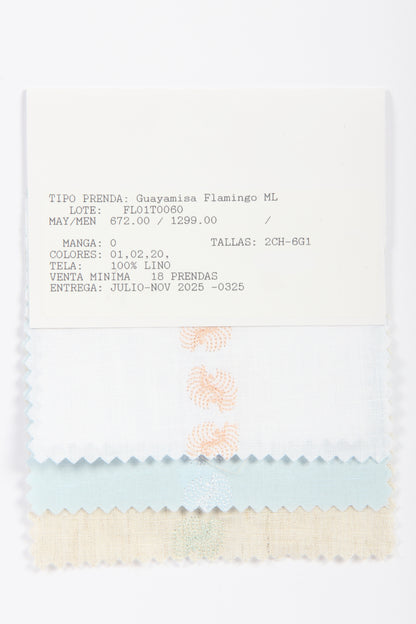 TIPO PRENDA: Guayamisa Flamingo ML
LOTE: FL01T0060
MAY/MEN 672.00 / 1299.00 /
MANGA: 0 TALLAS: 2CH-6G1
COLORES: 01,02,20,
TELA: 100% LINO
VENTA MINIMA 18 PRENDAS
ENTREGA: JULIO-NOV 2025 -0325